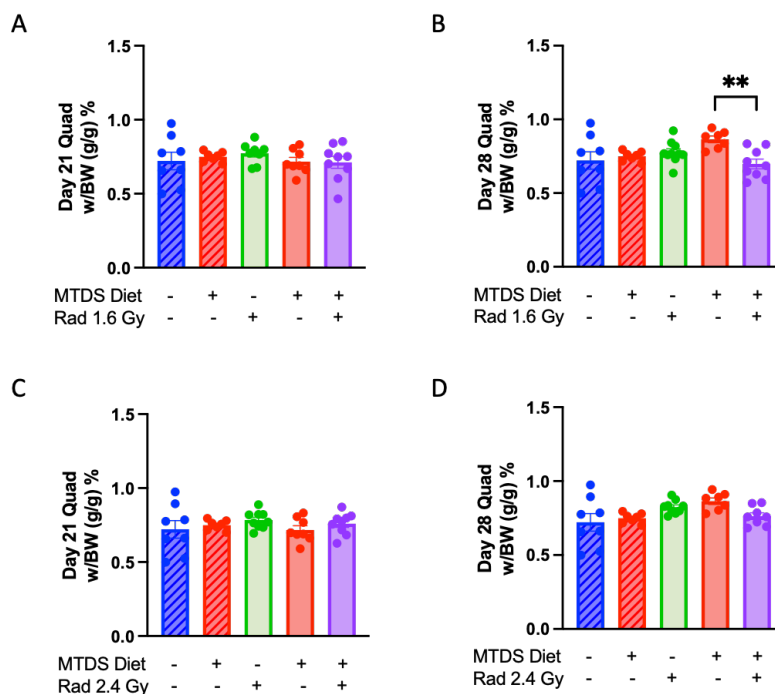 A
1.5
1.0
0.5
0.0
Day 21 Quad
w/BW (g/g) %
MTDS Diet - + - + +
Rad 1.6 Gy - - + - +
B
1.5
1.0
0.5
0.0
Day 28 Quad
w/BW (g/g) %
**
MTDS Diet - + - + +
Rad 1.6 Gy - - + - +
C
1.5
1.0
0.5
0.0
Day 21 Quad
w/BW (g/g) %
MTDS Diet - + - + +
Rad 2.4 Gy - - + - +
D
1.5
1.0
0.5
0.0
Day 28 Quad
w/BW (g/g) %
MTDS Diet - + - + +
Rad 2.4 Gy - - + - +